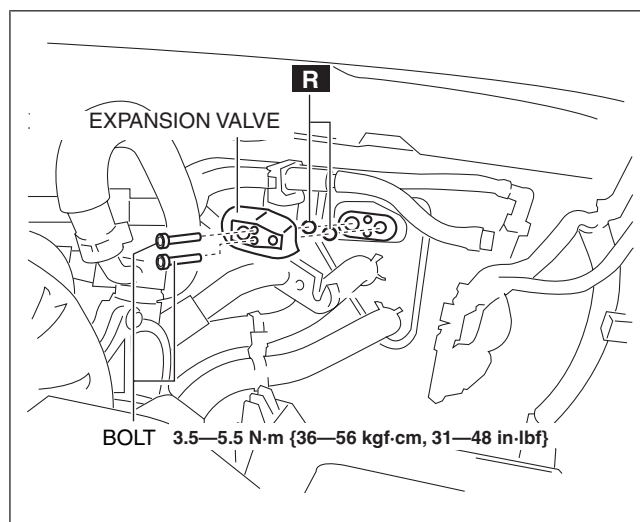 R
EXPANSION VALVE
BOLT 3.5—5.5 N·m {36—56 kgf·cm, 31—48 in·lbf}